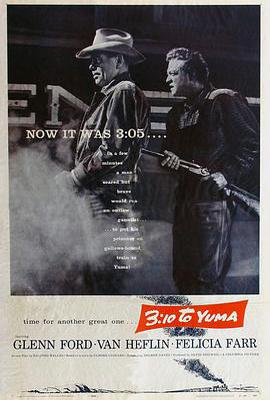 NOW IT WAS 3:05....
...In a few
minutes
a man
scared but
brave
would run
an outlaw
gauntlet...
...to put his
prisoner on
gallows-bound
train to
Yuma!
time for another great one...
3:10 TO YUMA
starring
GLENN FORD · VAN HEFLIN · FELICIA FARR